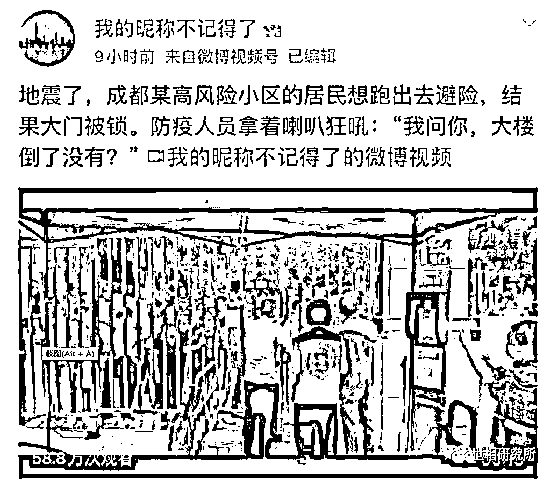 我的昵称不记得了
9小时前 来自微博视频号 已编辑
地震了，成都某高风险小区的居民想跑出去避险，结
果大门被锁。防疫人员拿着喇叭狂吼：“我问你，大楼
倒了没有？”我的昵称不记得了的微博视频
截图(Alt + A)
58.8万次观看